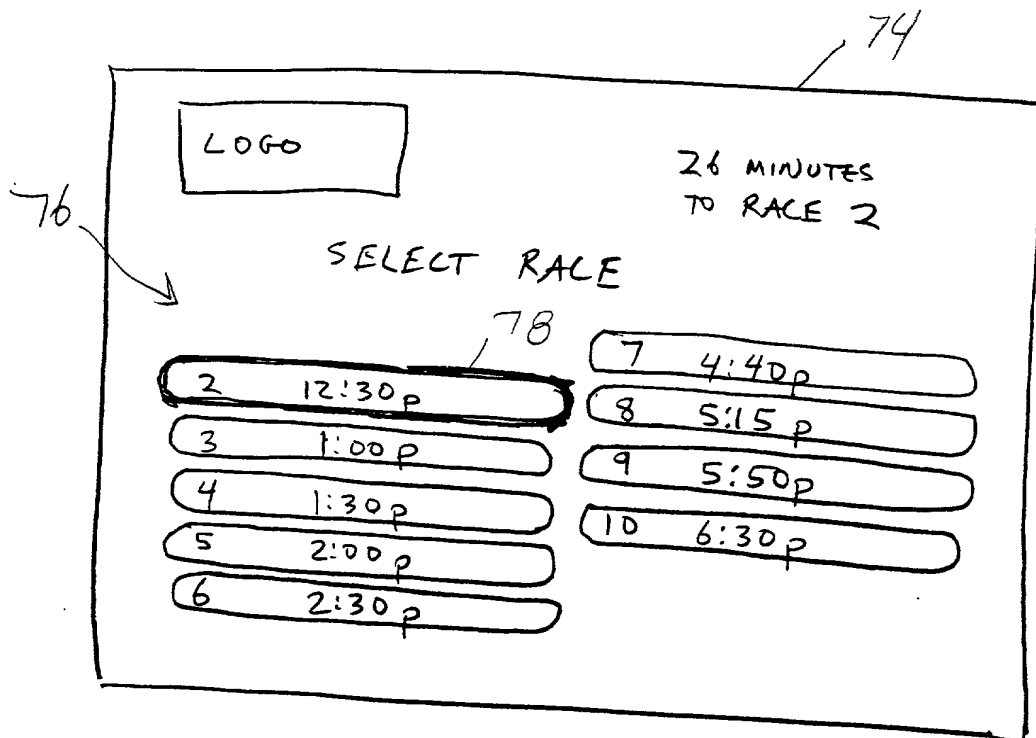 74
LOGO
26 MINUTES
TO RACE 2
76
SELECT RACE
78
2 12:30p
3 1:00p
4 1:30p
5 2:00p
6 2:30p
7 4:40p
8 5:15p
9 5:50p
10 6:30p